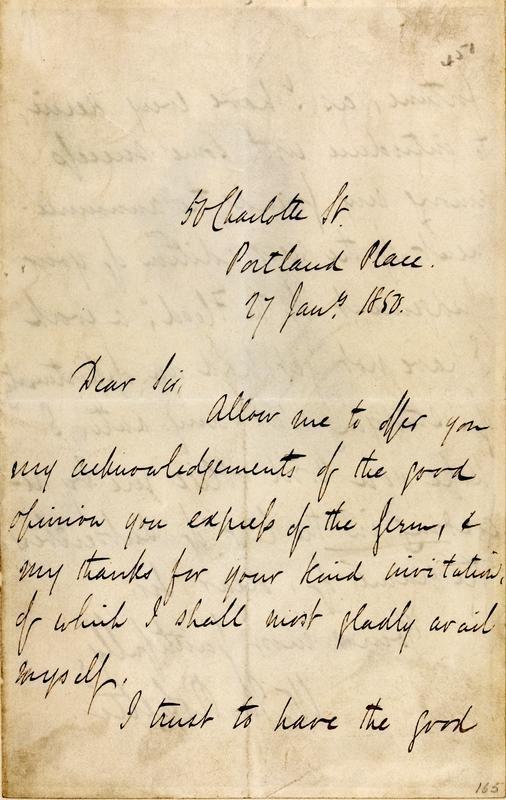 50 Charlotte St.
Portland Place.
27 Jany 1850.
Dear Sir,
Allow me to offer you
my acknowledgements of the good
opinion you express of the Germ, &
my thanks for your kind invitation,
of which I shall most gladly avail
myself.
I trust to have the good
165